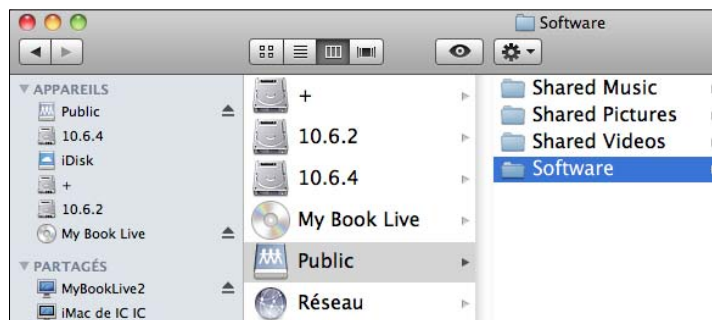 Software
APPAREILS
Public
10.6.4
iDisk
+
10.6.2
My Book Live
PARTAGÉS
MyBookLive2
iMac de IC IC
+
10.6.2
10.6.4
My Book Live
Public
Réseau
Shared Music
Shared Pictures
Shared Videos
Software